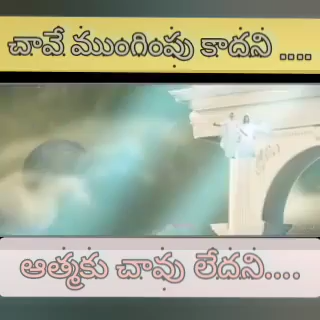 చావే ముంగింపు కాదని ....
ఆత్మకు చావు లేదని....